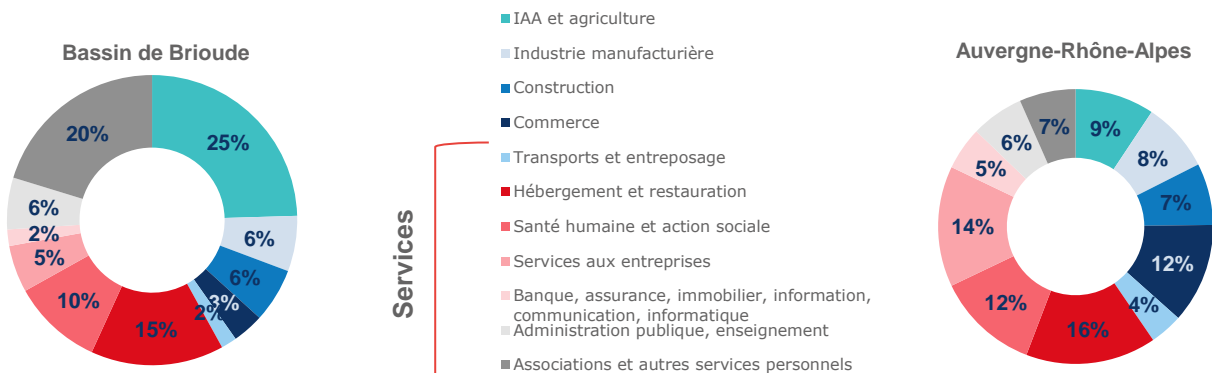 Bassin de Brioude
25%
6%
6%
3%
2%
15%
10%
5%
2%
6%
20%
Services
IAA et agriculture
Industrie manufacturière
Construction
Commerce
Transports et entreposage
Hébergement et restauration
Santé humaine et action sociale
Services aux entreprises
Banque, assurance, immobilier, information,
communication, informatique
Administration publique, enseignement
Associations et autres services personnels
Auvergne-Rhône-Alpes
9%
8%
7%
12%
4%
16%
12%
14%
5%
6%
7%